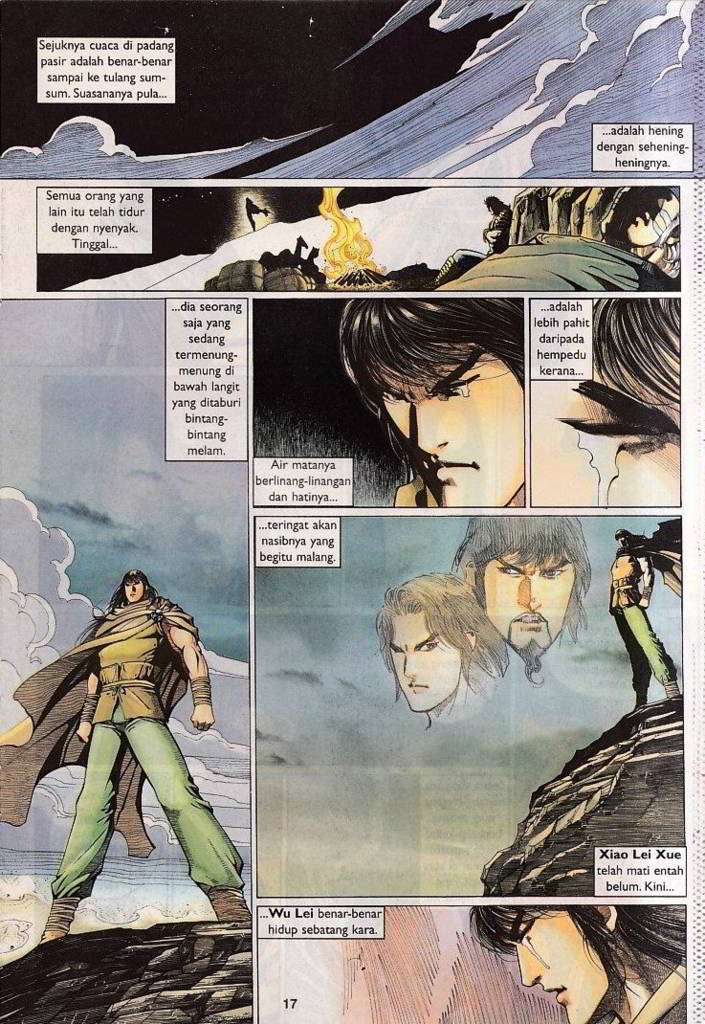 Sejuknya cuaca di padang
pasir adalah benar-benar
sampai ke tulang sum-
sum. Suasananya pula...
...adalah hening
dengan sehening-
heningnya.
Semua orang yang
lain itu telah tidur
dengan nyenyak.
Tinggal...
...dia seorang
saja yang
sedang
termenung-
menung di
bawah langit
yang ditaburi
bintang-
bintang
melam.
Air matanya
berlinang-linangan
dan hatinya...
...adalah
lebih pahit
daripada
hempedu
kerana...
...teringat akan
nasibnya yang
begitu malang.
Xiao Lei Xue
telah mati entah
belum. Kini...
...Wu Lei benar-benar
hidup sebatang kara.
17